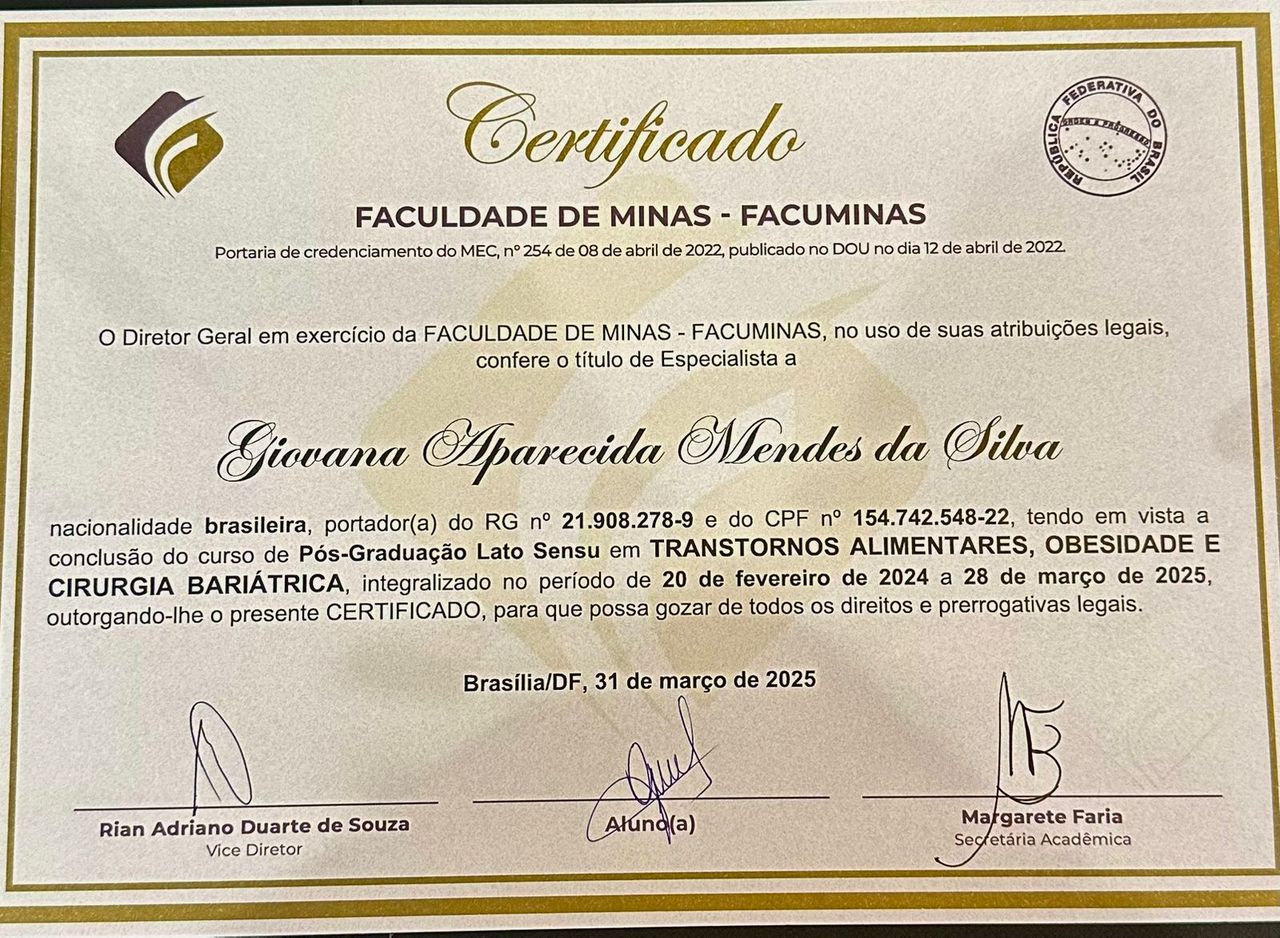 Certificado
REPÚBLICA FEDERATIVA DO BRASIL
ORDEM E PROGRESSO
FACULDADE DE MINAS - FACUMINAS
Portaria de credenciamento do MEC, nº 254 de 08 de abril de 2022, publicado no DOU no dia 12 de abril de 2022.
O Diretor Geral em exercício da FACULDADE DE MINAS - FACUMINAS, no uso de suas atribuições legais,
confere o título de Especialista a
Giovana Aparecida Mendes da Silva
nacionalidade brasileira, portador(a) do RG nº 21.908.278-9 e do CPF nº 154.742.548-22, tendo em vista a
conclusão do curso de Pós-Graduação Lato Sensu em TRANSTORNOS ALIMENTARES, OBESIDADE E
CIRURGIA BARIÁTRICA, integralizado no período de 20 de fevereiro de 2024 a 28 de março de 2025,
outorgando-lhe o presente CERTIFICADO, para que possa gozar de todos os direitos e prerrogativas legais.
Brasília/DF, 31 de março de 2025
Rian Adriano Duarte de Souza
Vice Diretor
Aluno(a)
Margarete Faria
Secretária Acadêmica